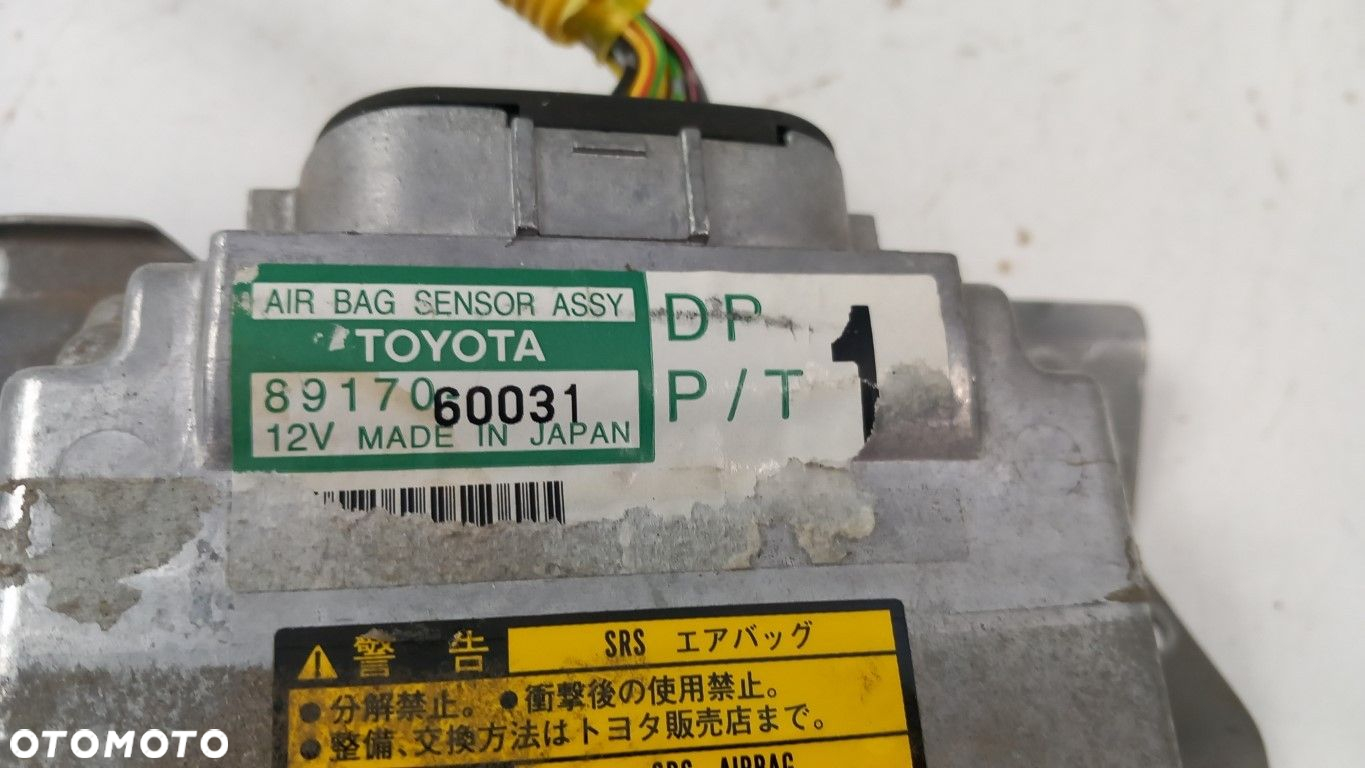 AIR BAG SENSOR ASSY
TOYOTA
89170-60031
12V MADE IN JAPAN
DP
P/T
1
警告
SRS エアバッグ
●分解禁止。●衝撃後の使用禁止。
●整備、交換方法はトヨタ販売店まで。
SRS AIRBAG
OTOMOTO